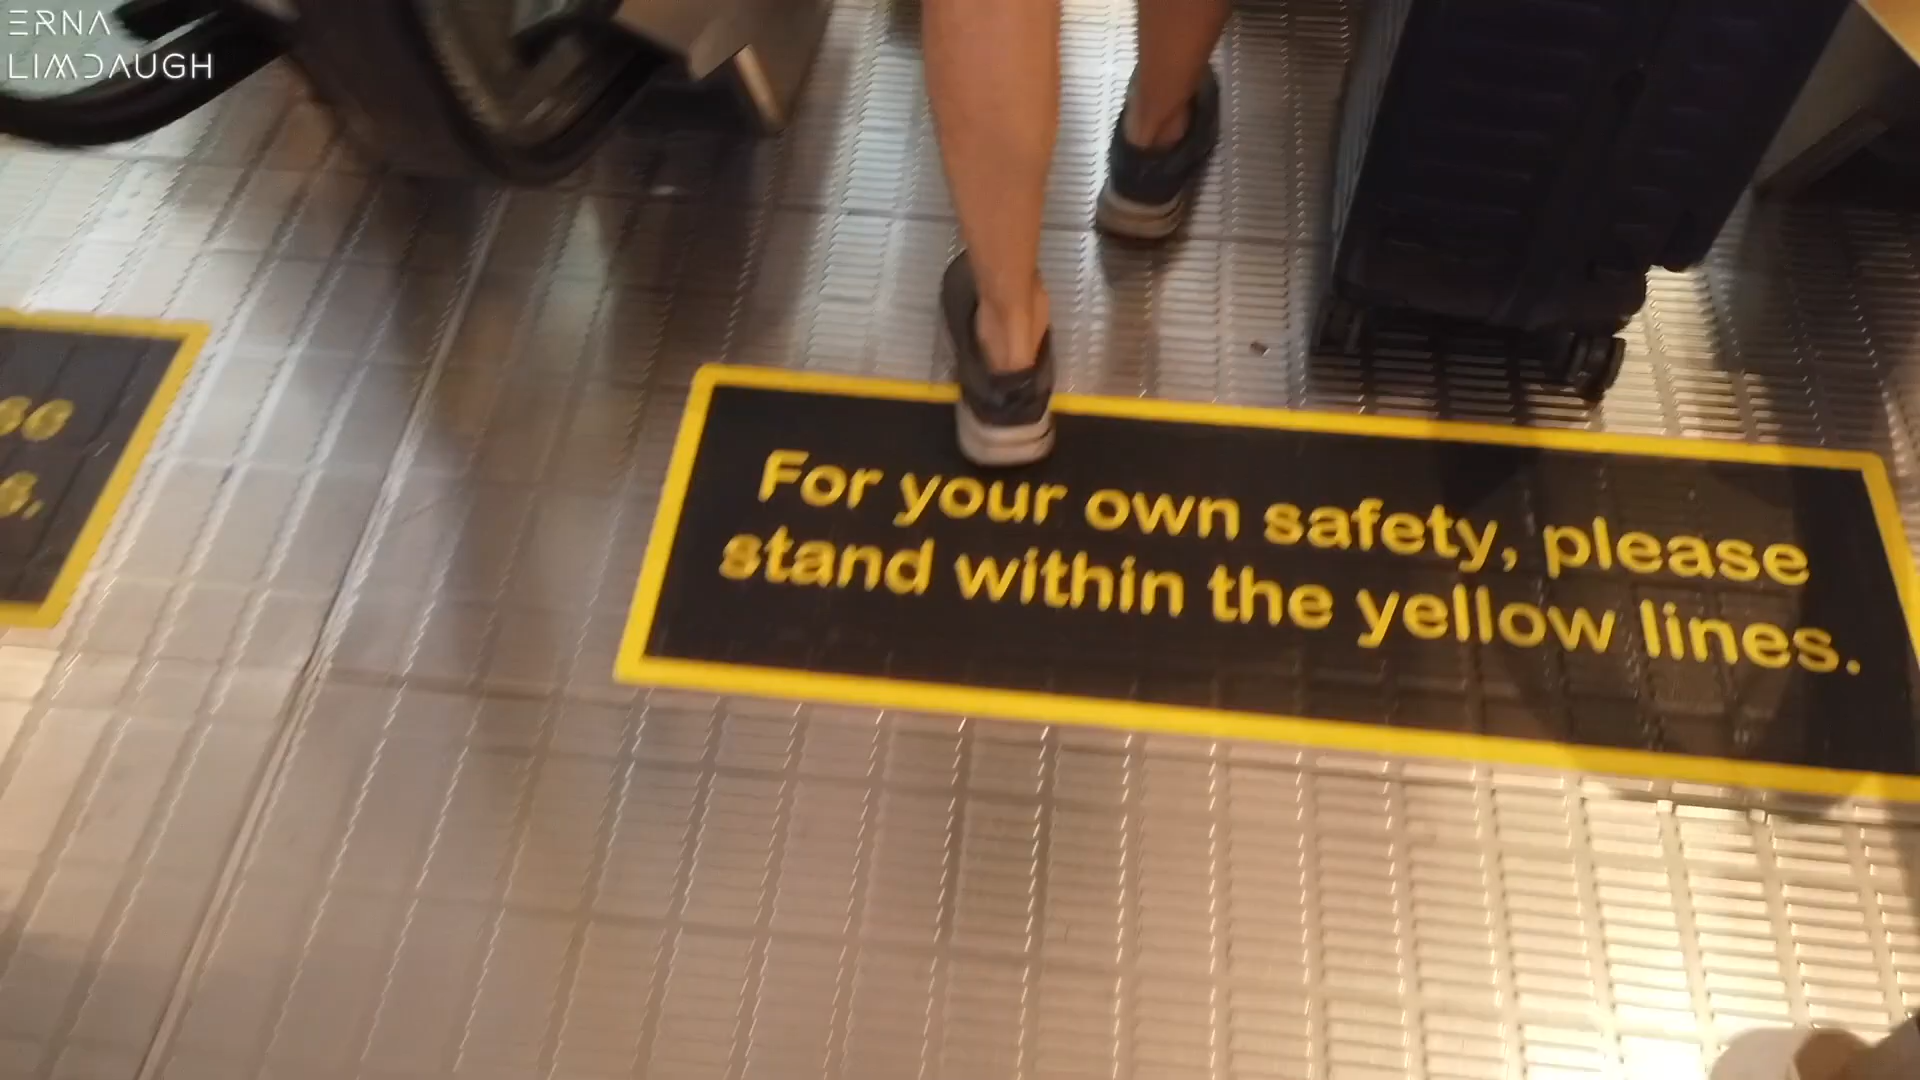 ERNA
LIMDAUGH
For your own safety, please
stand within the yellow lines.